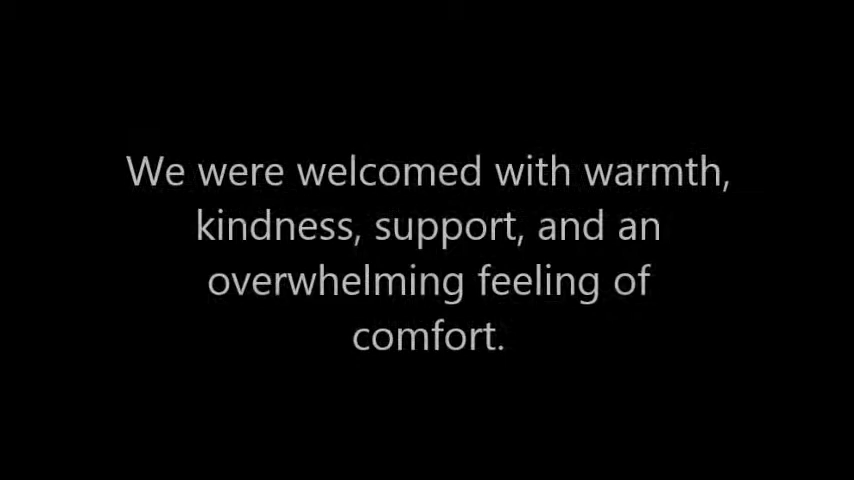 We were welcomed with warmth,
kindness, support, and an
overwhelming feeling of
comfort.